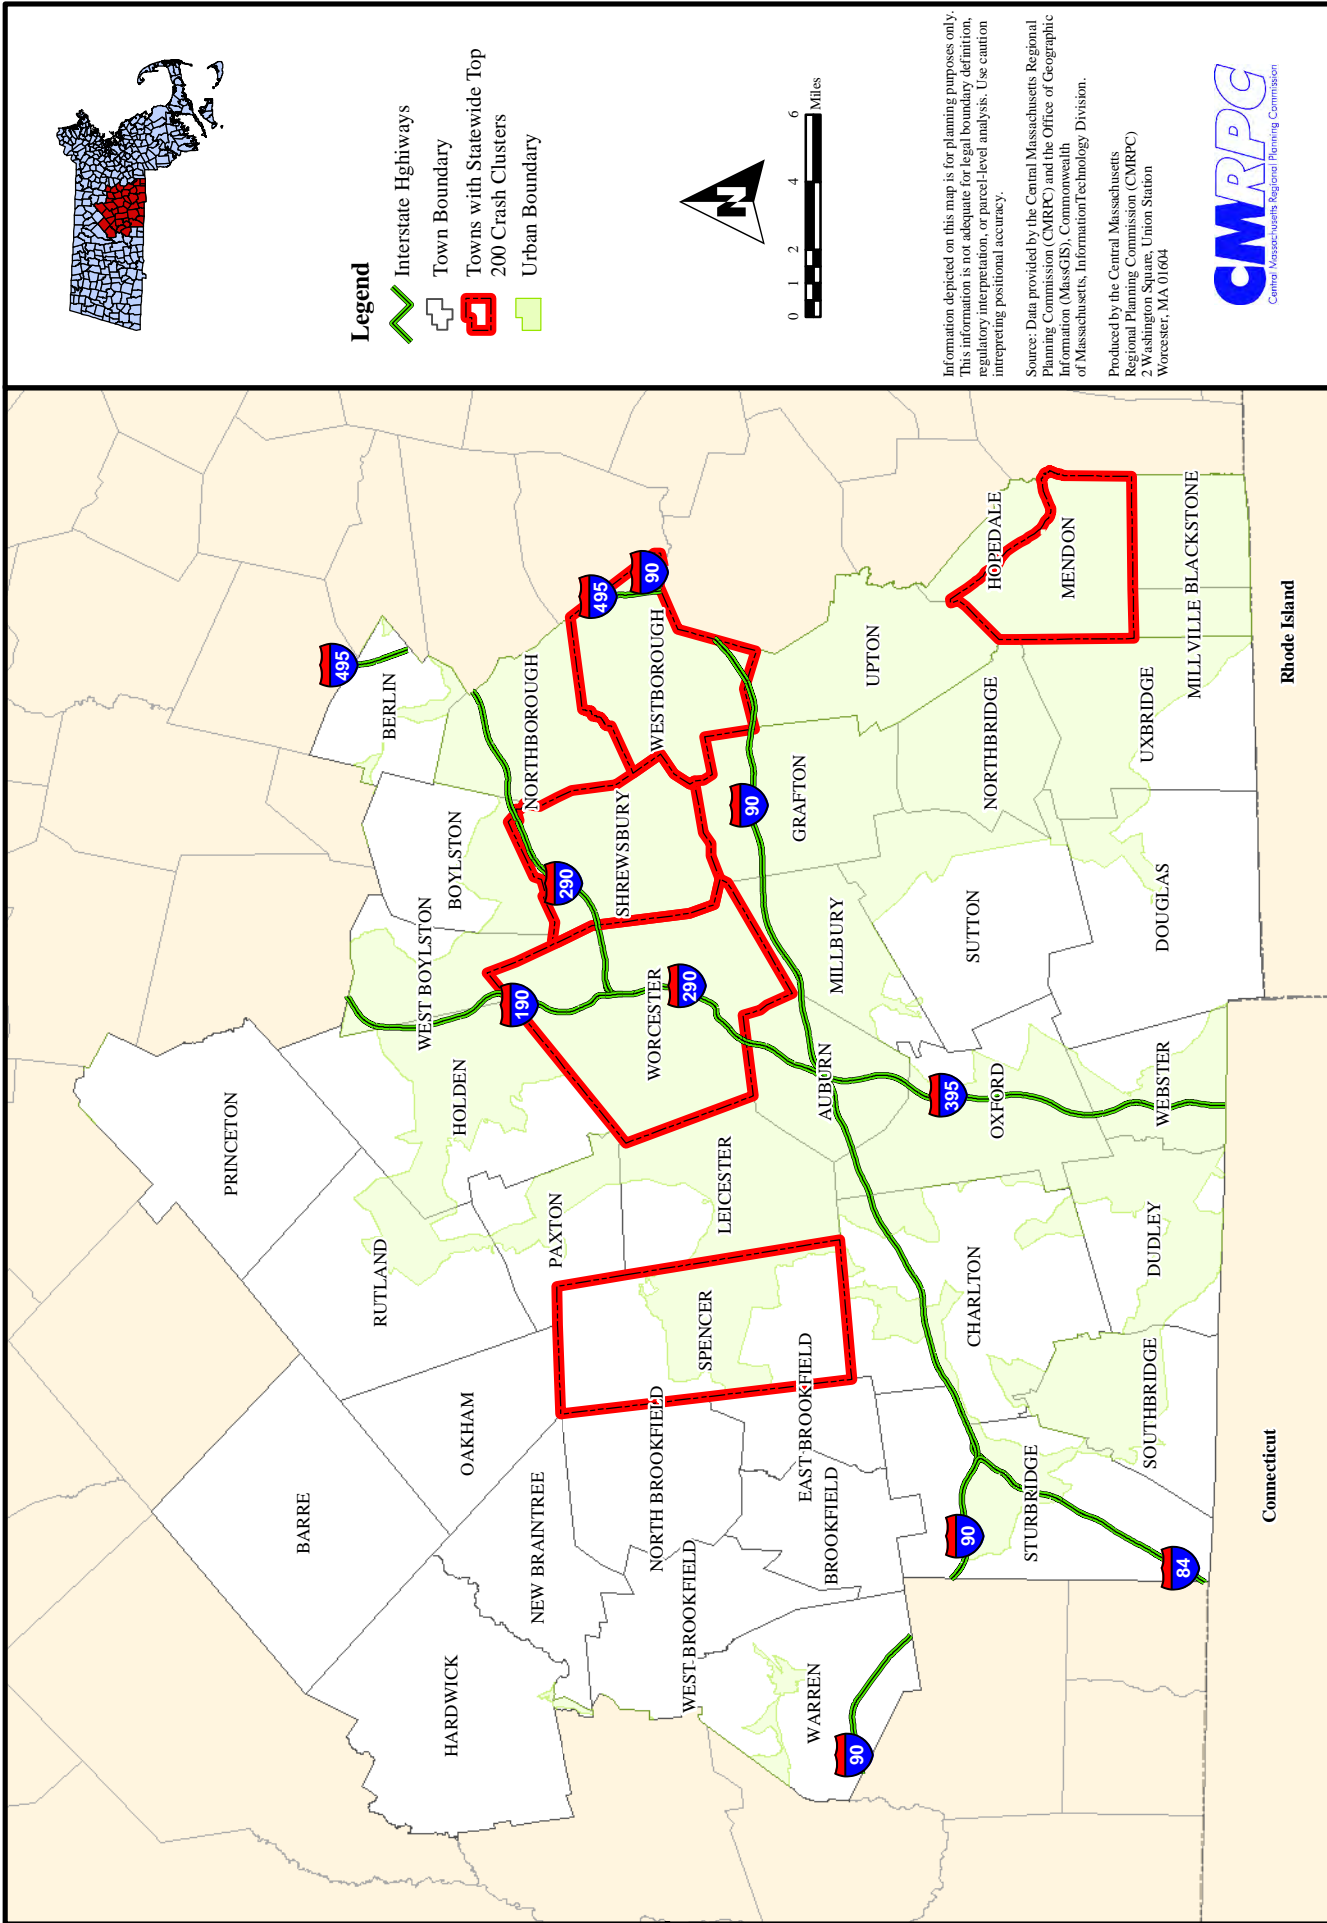 PRINCETON
BARRE
RUTLAND
HARDWICK
OAKHAM
HOLDEN
WEST BOYLSTON
BOYLSTON
BERLIN
495
NEW BRAINTREE
PAXTON
190
290
NORTHBOROUGH
495
90
NORTH BROOKFIELD
WEST BROOKFIELD
SPENCER
LEICESTER
WORCESTER
290
SHREWSBURY
WESTBOROUGH
WARREN
90
BROOKFIELD
EAST BROOKFIELD
AUBURN
MILLBURY
90
GRAFTON
UPTON
90
STURBRIDGE
CHARLTON
395
OXFORD
SUTTON
NORTHBRIDGE
HOPEDALE
MENDON
84
SOUTHBRIDGE
DUDLEY
WEBSTER
DOUGLAS
UXBRIDGE
MILLVILLE
BLACKSTONE
Connecticut
Rhode Island
Legend
Interstate Hghiways
Town Boundary
Towns with Statewide Top
200 Crash Clusters
Urban Boundary
N
0 1 2 4 6
Miles
Information depicted on this map is for planning purposes only.
This information is not adequate for legal boundary definition,
regulatory interpretation, or parcel-level analysis. Use caution
intrepreting positional accuracy.
Source: Data provided by the Central Massachusetts Regional
Planning Commission (CMRPC) and the Office of Geographic
Information (MassGIS), Commonwealth
of Massachusetts, InformationTechnology Division.
Produced by the Central Massachusetts
Regional Planning Commission (CMRPC)
2 Washington Square, Union Station
Worcester, MA 01604
CMRPC
Central Massachusetts Regional Planning Commission